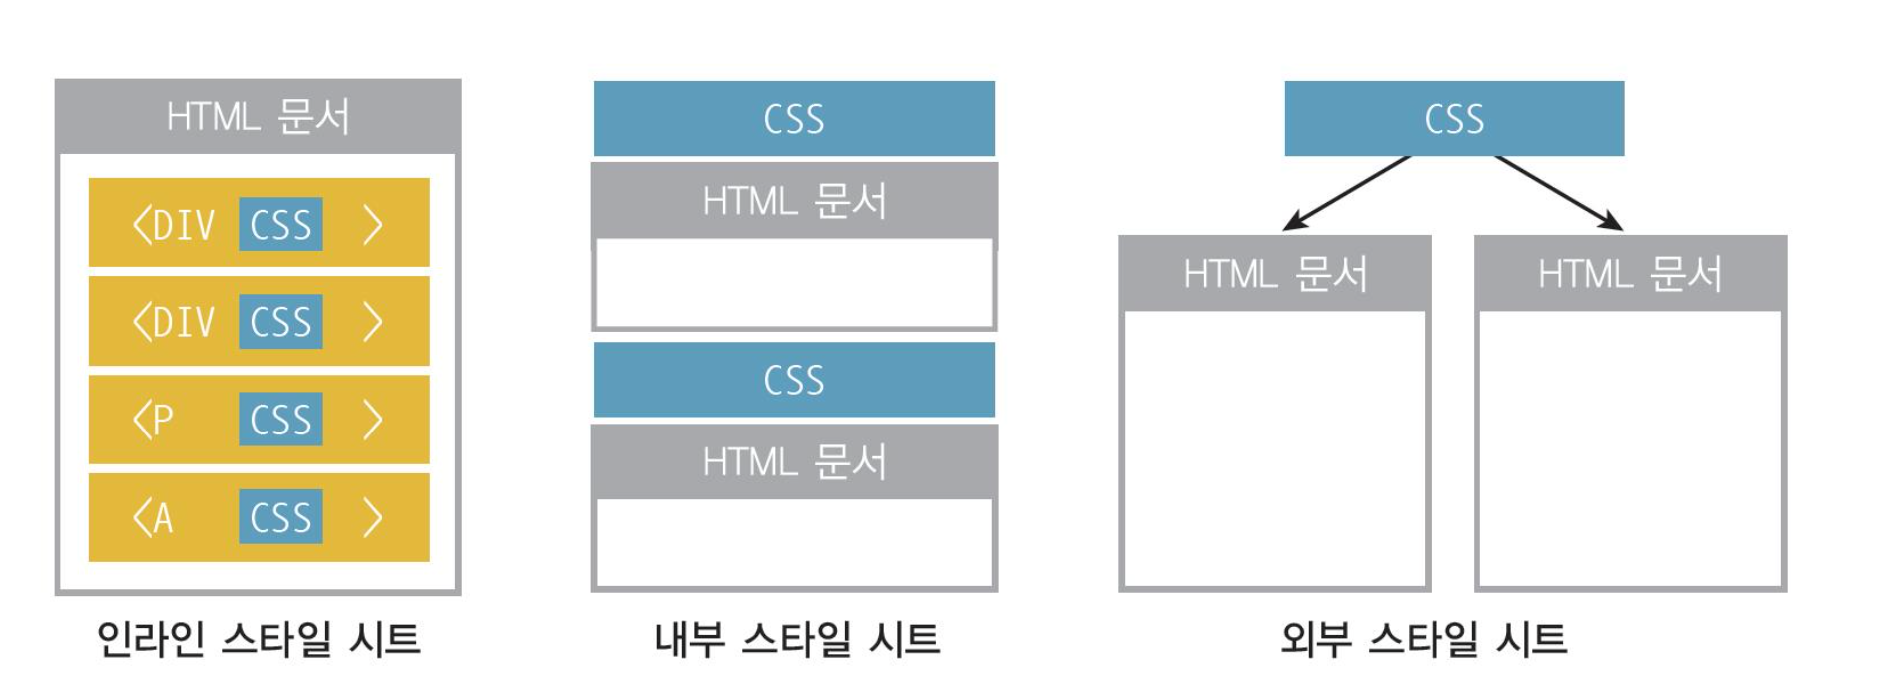 HTML 문서
<DIV CSS >
<DIV CSS >
<P CSS >
<A CSS >
인라인 스타일 시트
CSS
HTML 문서
CSS
HTML 문서
내부 스타일 시트
CSS
HTML 문서
HTML 문서
외부 스타일 시트